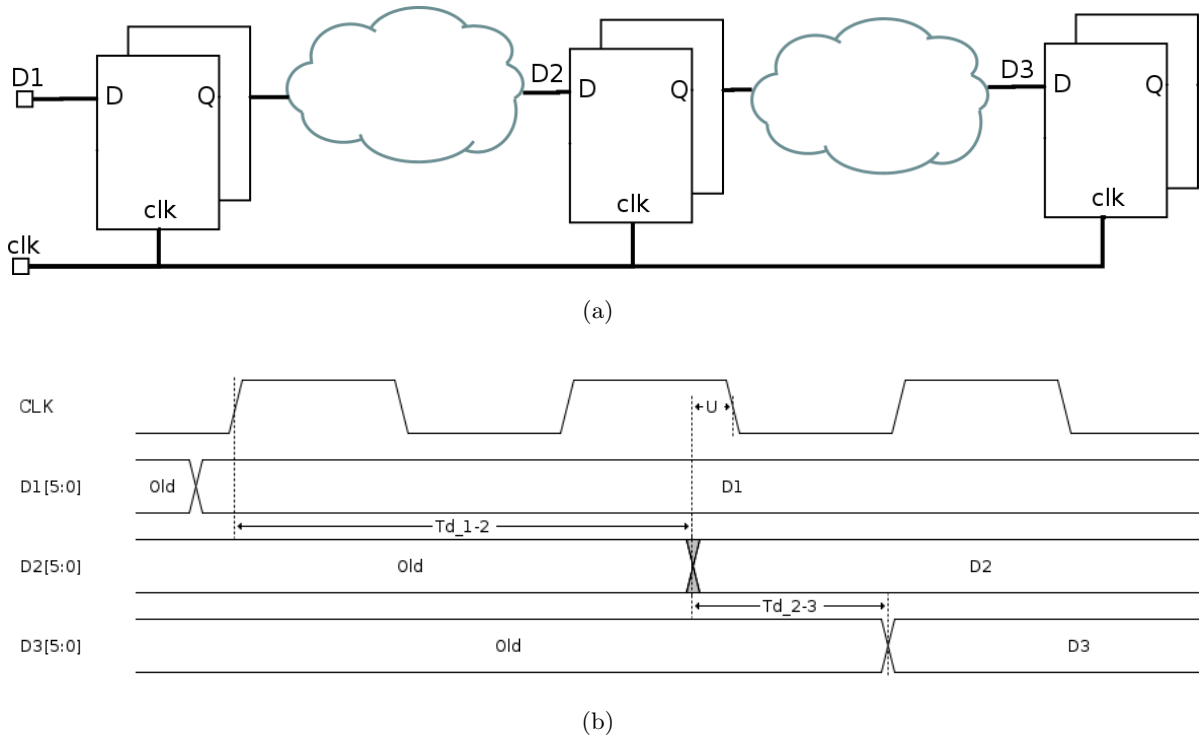 D1 D Q D2 D Q D3 D Q
clk clk clk
clk
(a)
CLK U
D1[5:0] Old D1
Td_1-2
D2[5:0] Old D2
Td_2-3
D3[5:0] Old D3
(b)